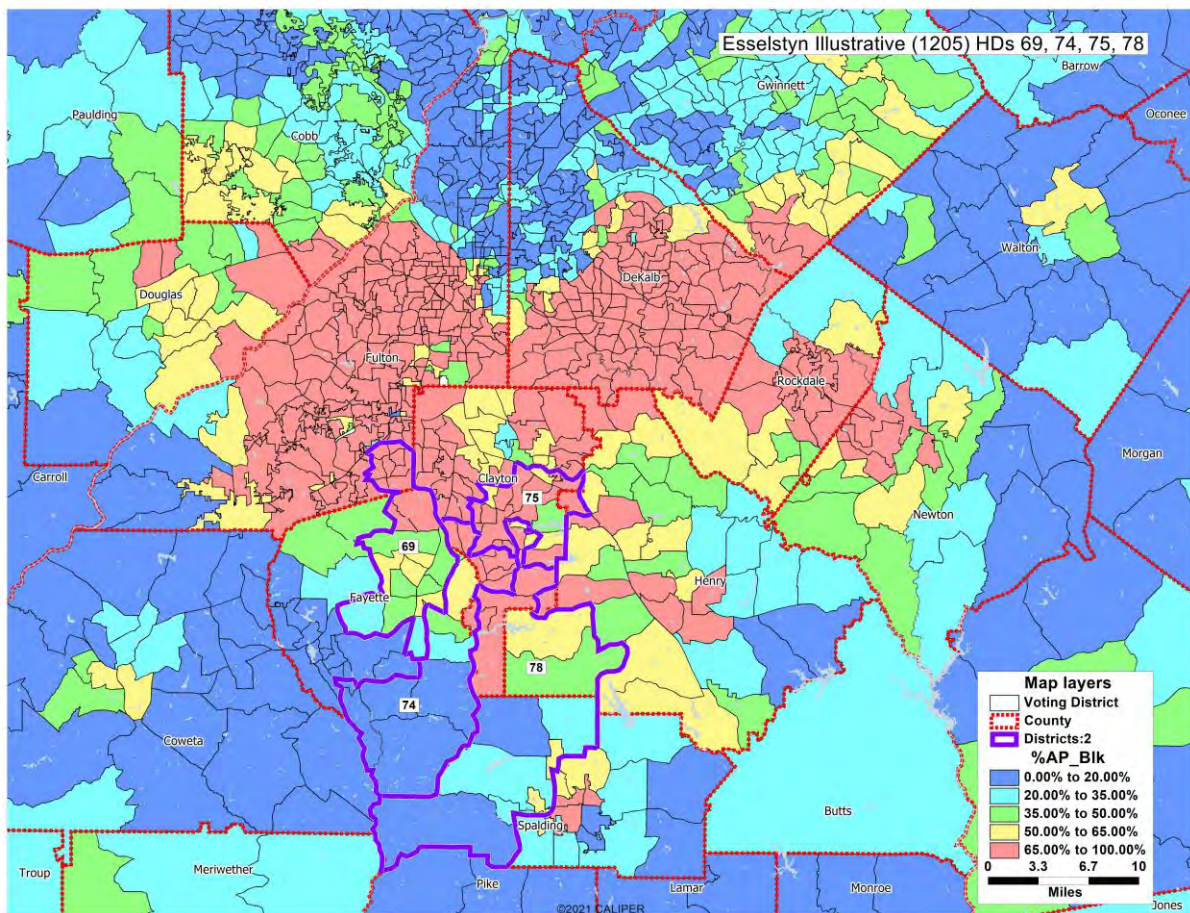 Esselstyn Illustrative (1205) HDs 69, 74, 75, 78
Barrow
Gwinnett
Oconee
Paulding
Cobb
Walton
DeKalb
Douglas
Fulton
Rockdale
Carroll
Clayton
75
Morgan
Newton
69
Henry
Fayette
78
74
Coweta
Butts
Spalding
Troup
Meriwether
Pike
Lamar
Monroe
Jones
Map layers
Voting District
County
Districts:2
%AP_Blk
0.00% to 20.00%
20.00% to 35.00%
35.00% to 50.00%
50.00% to 65.00%
65.00% to 100.00%
0 3.3 6.7 10
Miles
©2021 CALIPER